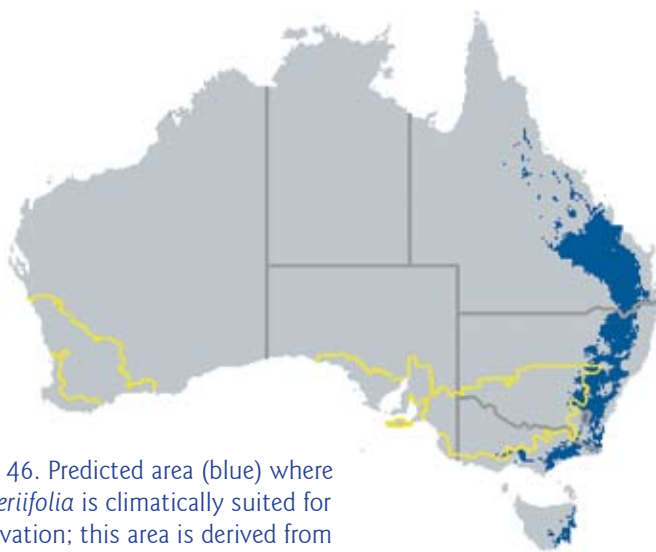 46. Predicted area (blue) where
eriifolia is climatically suited for
vation; this area is derived from